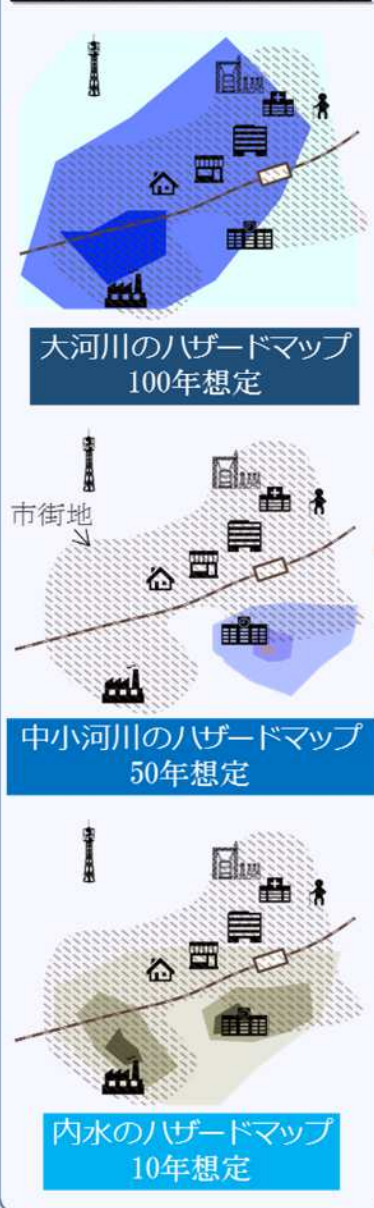 大河川のハザードマップ
100年想定
市街地
中小河川のハザードマップ
50年想定
内水のハザードマップ
10年想定